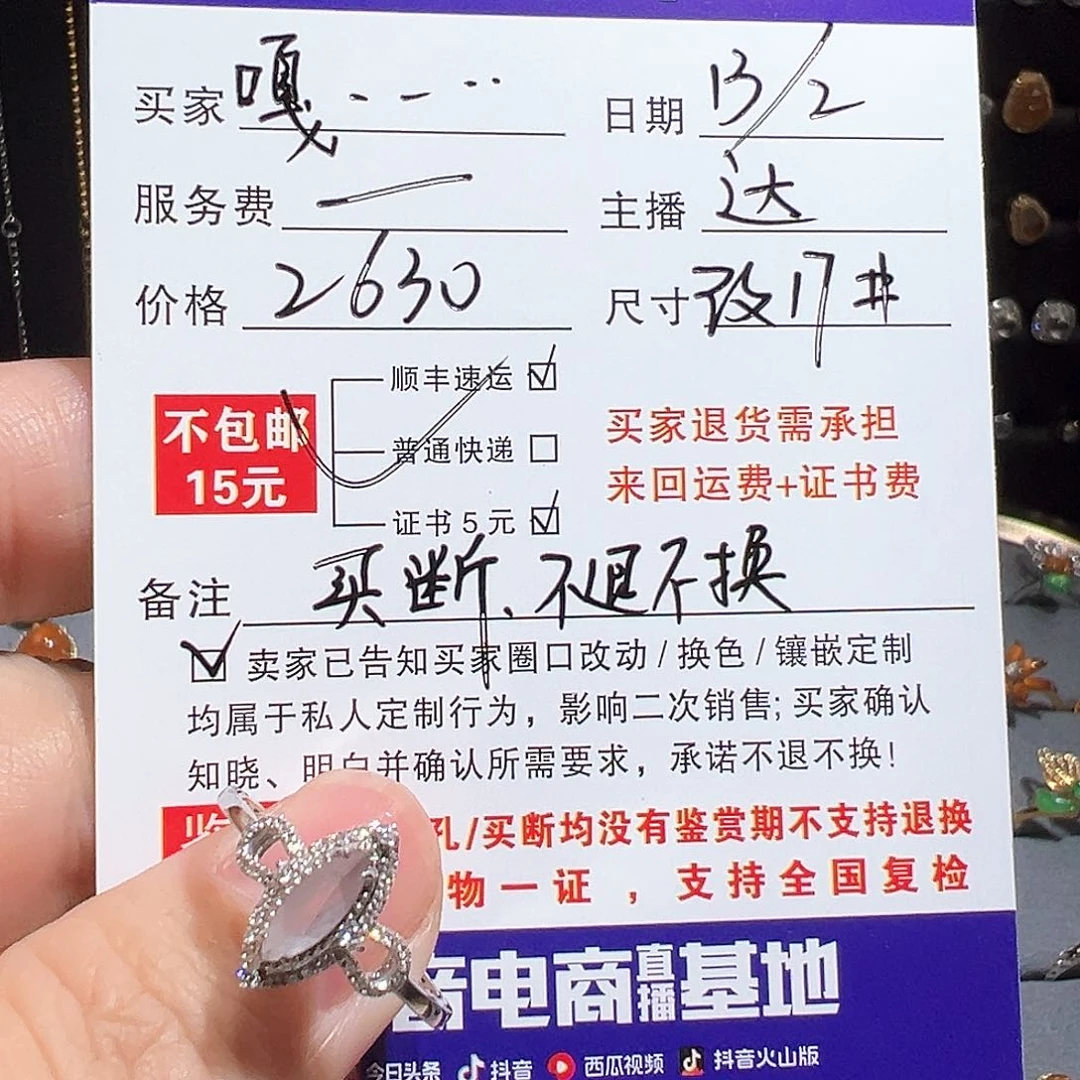 买家 嘎 日期 13/2
服务费 — 主播 达
价格 2630 尺寸 改17#
顺丰速运 ☑
不包邮 普通快递 □ 买家退货需承担
15元 来回运费+证书费
证书5元 ☑
备注 买断、不退不换
☑ 卖家已告知买家圈口改动/换色/镶嵌定制
均属于私人定制行为，影响二次销售;买家确认
知晓、明白并确认所需要求，承诺不退不换!
孔/买断均没有鉴赏期不支持退换
物一证，支持全国复检
音电商直播基地
今日头条 抖音 西瓜视频 抖音火山版